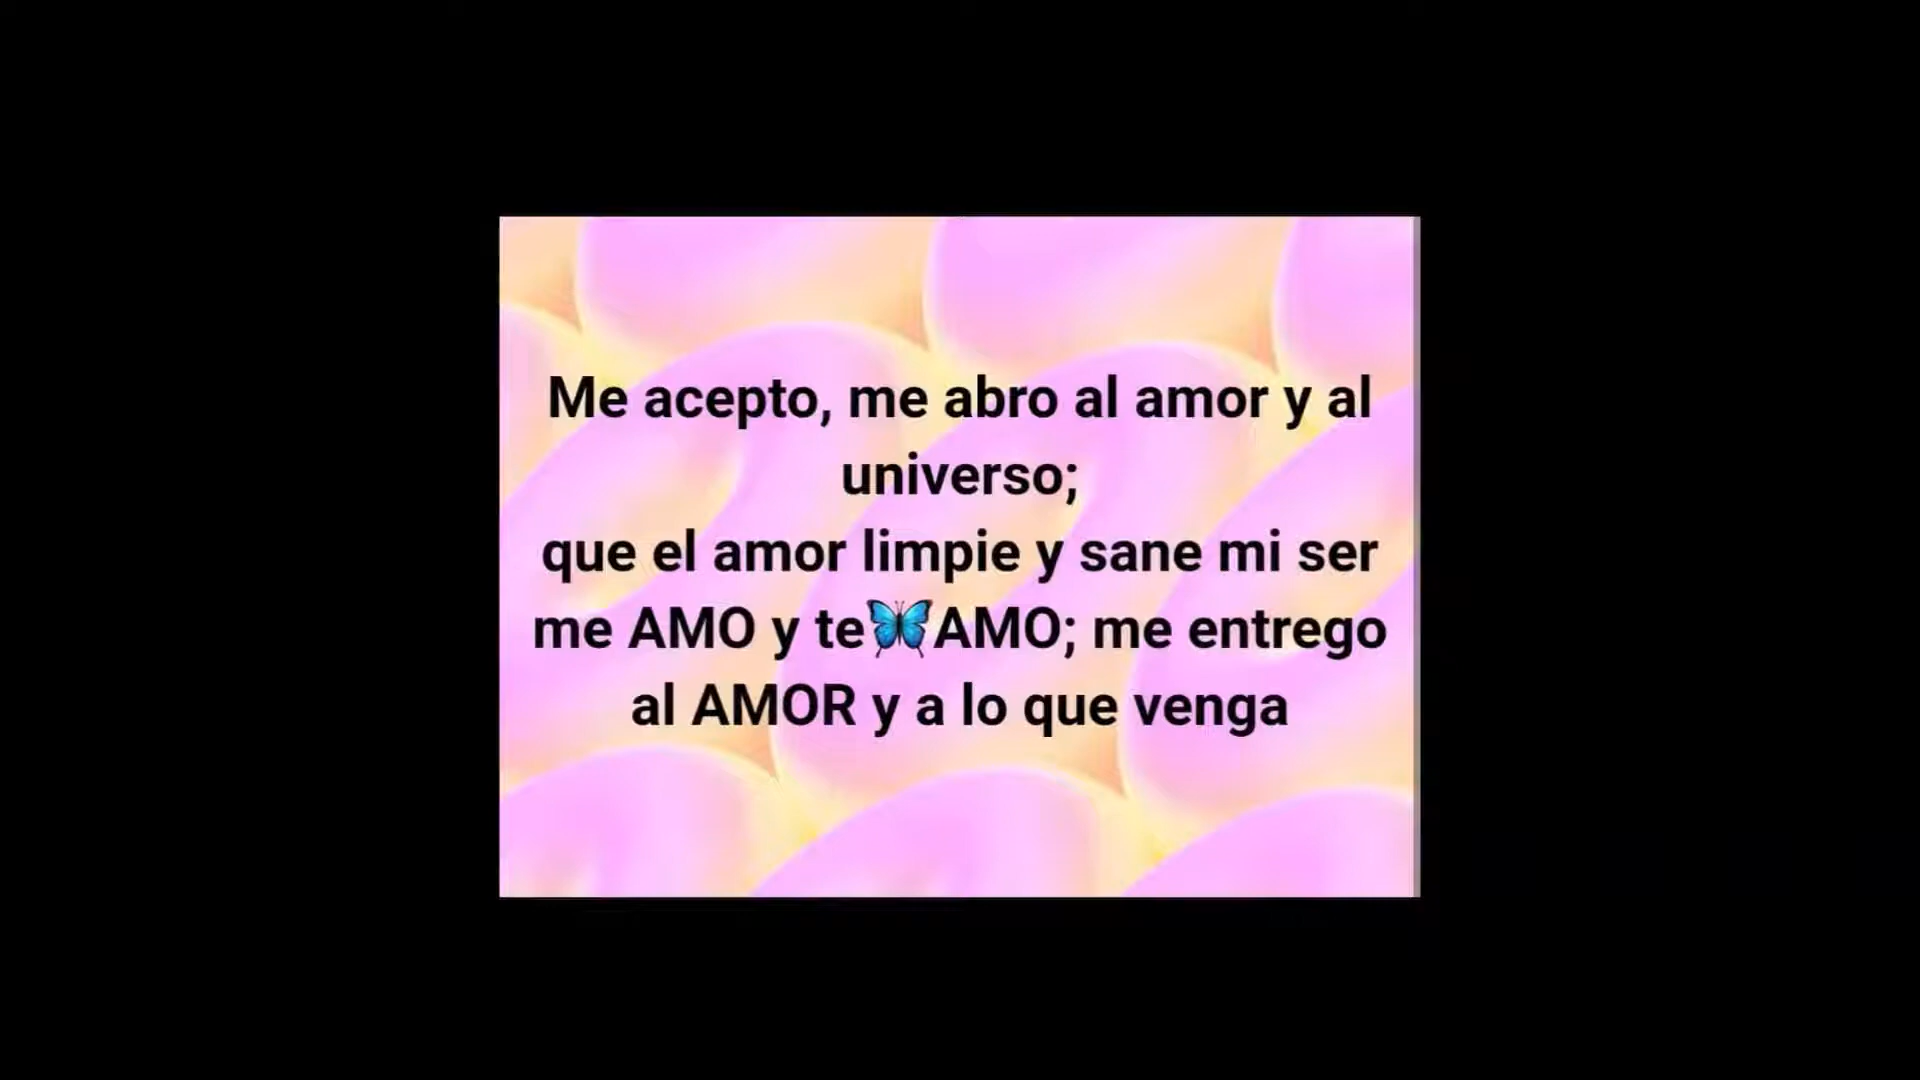 Me acepto, me abro al amor y al
universo;
que el amor limpie y sane mi ser
me AMO y te🦋AMO; me entrego
al AMOR y a lo que venga